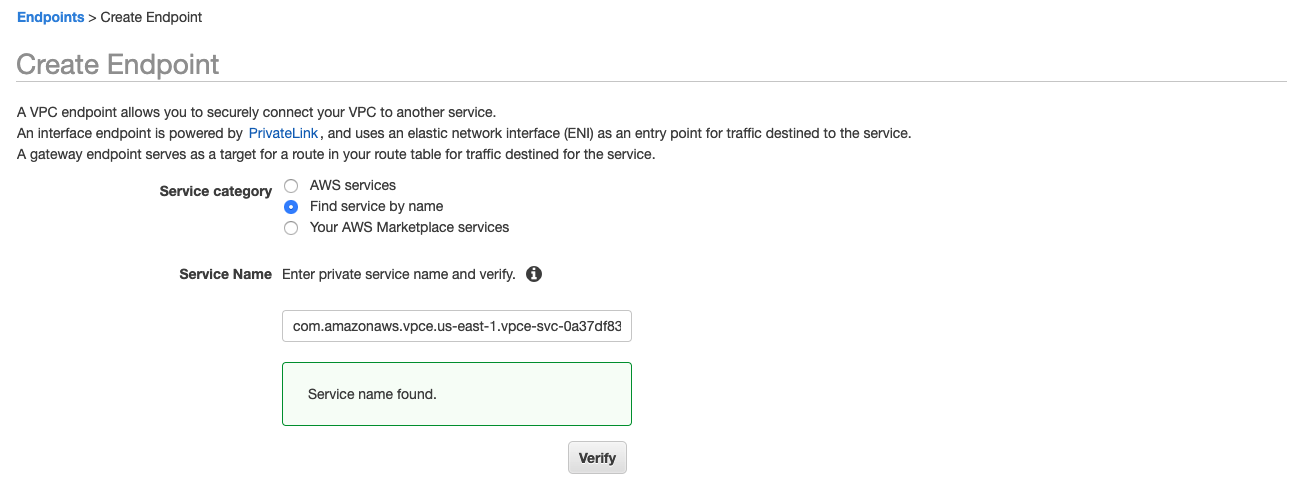 Endpoints > Create Endpoint
Create Endpoint
A VPC endpoint allows you to securely connect your VPC to another service.
An interface endpoint is powered by PrivateLink, and uses an elastic network interface (ENI) as an entry point for traffic destined to the service.
A gateway endpoint serves as a target for a route in your route table for traffic destined for the service.
Service category
AWS services
Find service by name
Your AWS Marketplace services
Service Name Enter private service name and verify.
com.amazonaws.vpce.us-east-1.vpce-svc-0a37df83
Service name found.
Verify